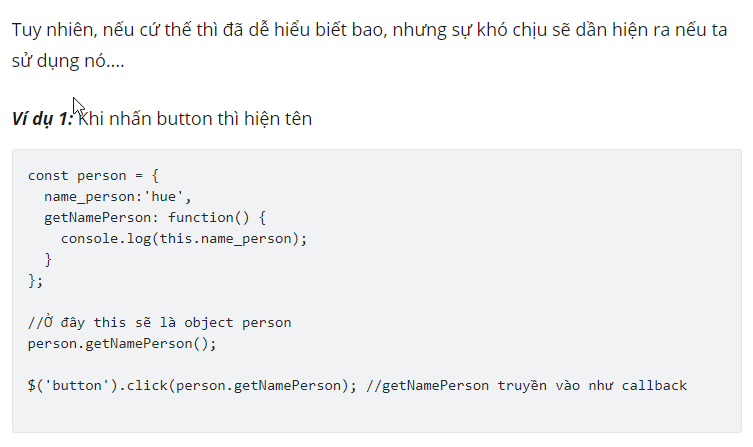 Tuy nhiên, nếu cứ thế thì đã dễ hiểu biết bao, nhưng sự khó chịu sẽ dần hiện ra nếu ta
sử dụng nó....
Ví dụ 1: Khi nhấn button thì hiện tên
const person = {
  name_person:'hue',
  getNamePerson: function() {
    console.log(this.name_person);
  }
};
//Ở đây this sẽ là object person
person.getNamePerson();
$('button').click(person.getNamePerson); //getNamePerson truyền vào như callback